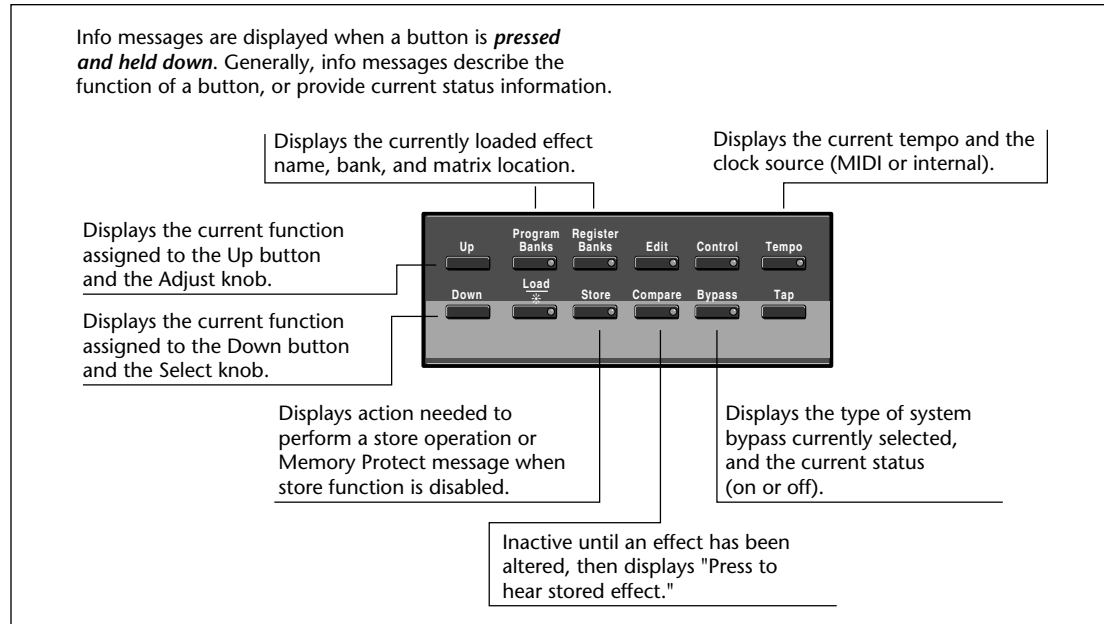 Info messages are displayed when a button is pressed
and held down. Generally, info messages describe the
function of a button, or provide current status information.
Displays the currently loaded effect
name, bank, and matrix location.
Displays the current tempo and the
clock source (MIDI or internal).
Displays the current function
assigned to the Up button
and the Adjust knob.
Displays the current function
assigned to the Down button
and the Select knob.
Up
Program
Banks
Register
Banks
Edit
Control
Tempo
Down
Load
Store
Compare
Bypass
Tap
Displays action needed to
perform a store operation or
Memory Protect message when
store function is disabled.
Displays the type of system
bypass currently selected,
and the current status
(on or off).
Inactive until an effect has been
altered, then displays "Press to
hear stored effect."